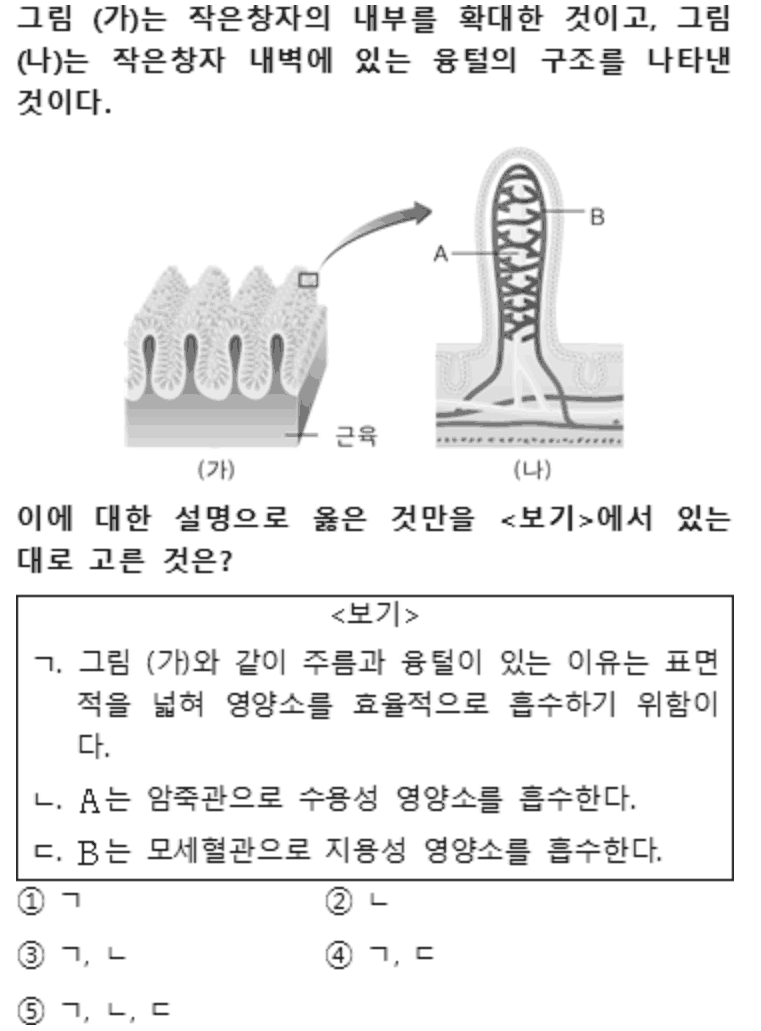 그림 (가)는 작은창자의 내부를 확대한 것이고, 그림
(나)는 작은창자 내벽에 있는 융털의 구조를 나타낸
것이다.
A
B
근육
(가)
(나)
이에 대한 설명으로 옳은 것만을 <보기>에서 있는
대로 고른 것은?
<보기>
ㄱ. 그림 (가)와 같이 주름과 융털이 있는 이유는 표면
적을 넓혀 영양소를 효율적으로 흡수하기 위함이
다.
ㄴ. A는 암죽관으로 수용성 영양소를 흡수한다.
ㄷ. B는 모세혈관으로 지용성 영양소를 흡수한다.
① ㄱ ② ㄴ
③ ㄱ, ㄴ ④ ㄱ, ㄷ
⑤ ㄱ, ㄴ, ㄷ